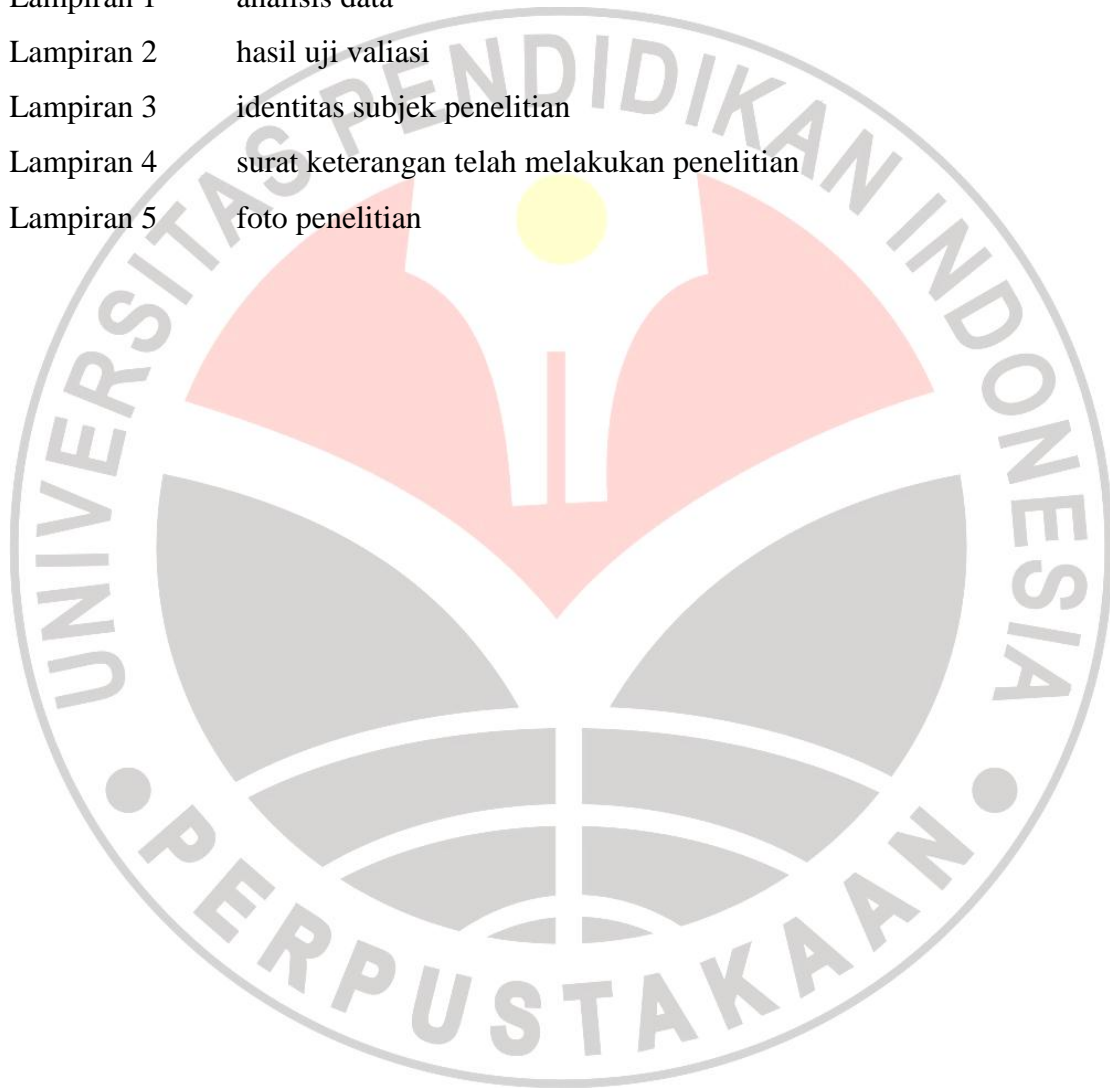 Lampiran 1 analisis data
Lampiran 2 hasil uji valiasi
Lampiran 3 identitas subjek penelitian
Lampiran 4 surat keterangan telah melakukan penelitian
Lampiran 5 foto penelitian
UNIVERSITAS PENDIDIKAN INDONESIA
PERPUSTAKAAN